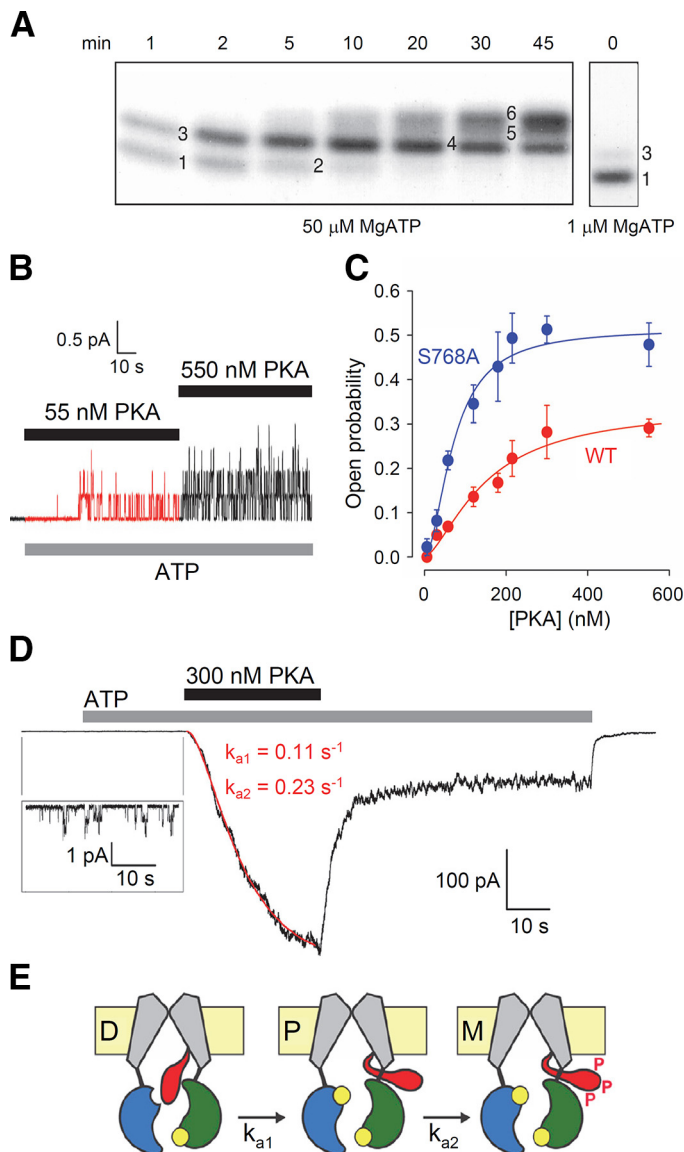 A
min 1 2 5 10 20 30 45 0
3
1
2
4
6
5
3
1
50 μM MgATP
1 μM MgATP
B
0.5 pA
10 s
550 nM PKA
55 nM PKA
ATP
C
0.6
0.5
0.4
0.3
0.2
0.1
0.0
Open probability
S768A
WT
0 200 400 600
[PKA] (nM)
D
300 nM PKA
ATP
ka1 = 0.11 s-1
ka2 = 0.23 s-1
1 pA
10 s
100 pA
10 s
E
D
P
M
P
P
P
ka1
ka2